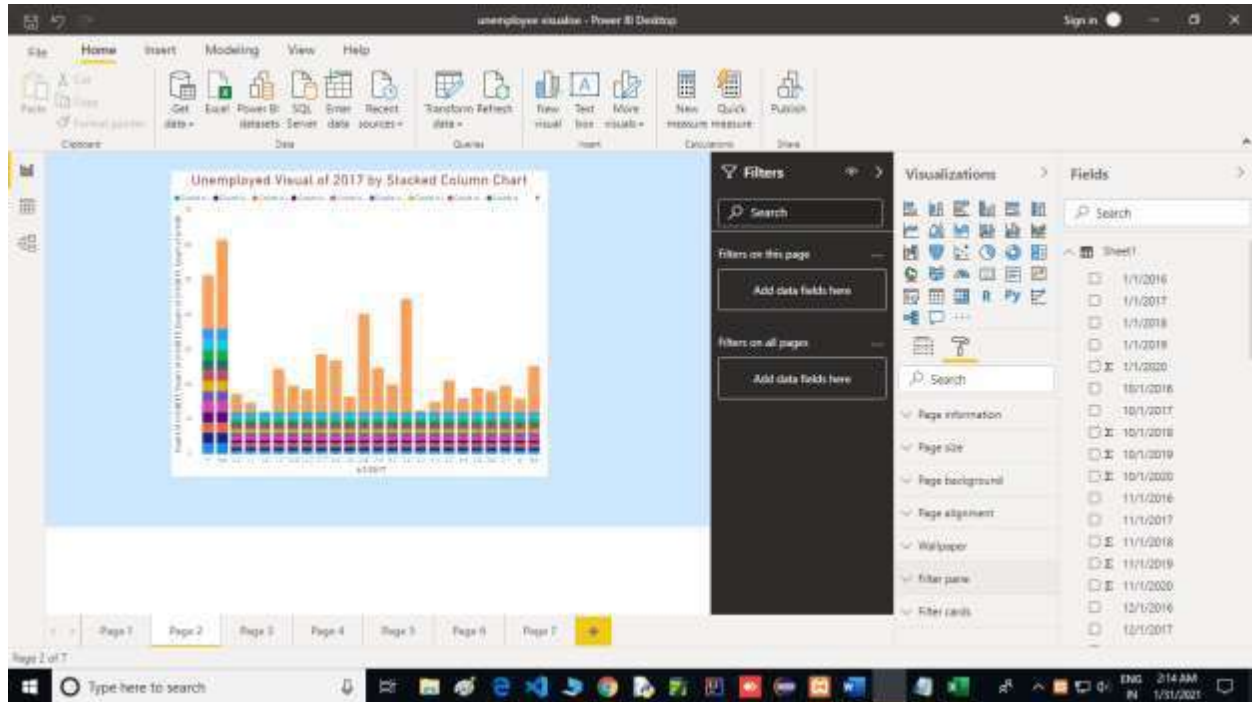 unemployee visualise - Power BI Desktop
Sign in
File Home Insert Modeling View Help
Paste
Cut
Copy
Format painter
Clipboard
Get data
Excel
Power BI datasets
SQL Server
Enter data
Recent sources
Data
Transform data
Refresh
Queries
New visual
Text box
More visuals
Insert
New measure
Quick measure
Calculations
Publish
Share
Unemployed Visual of 2017 by Stacked Column Chart
Filters
Search
Filters on this page
Add data fields here
Filters on all pages
Add data fields here
Visualizations
R Py
Search
Page information
Page size
Page background
Page alignment
Wallpaper
Filter pane
Filter cards
Fields
Search
Sheet1
1/1/2016
1/1/2017
1/1/2018
1/1/2019
Σ 1/1/2020
10/1/2016
10/1/2017
Σ 10/1/2018
Σ 10/1/2019
Σ 10/1/2020
11/1/2016
11/1/2017
Σ 11/1/2018
Σ 11/1/2019
Σ 11/1/2020
12/1/2016
12/1/2017
Page 1 Page 2 Page 3 Page 4 Page 5 Page 6 Page 7
Page 2 of 7
Type here to search
ENG 2:14 AM
IN 1/31/2021